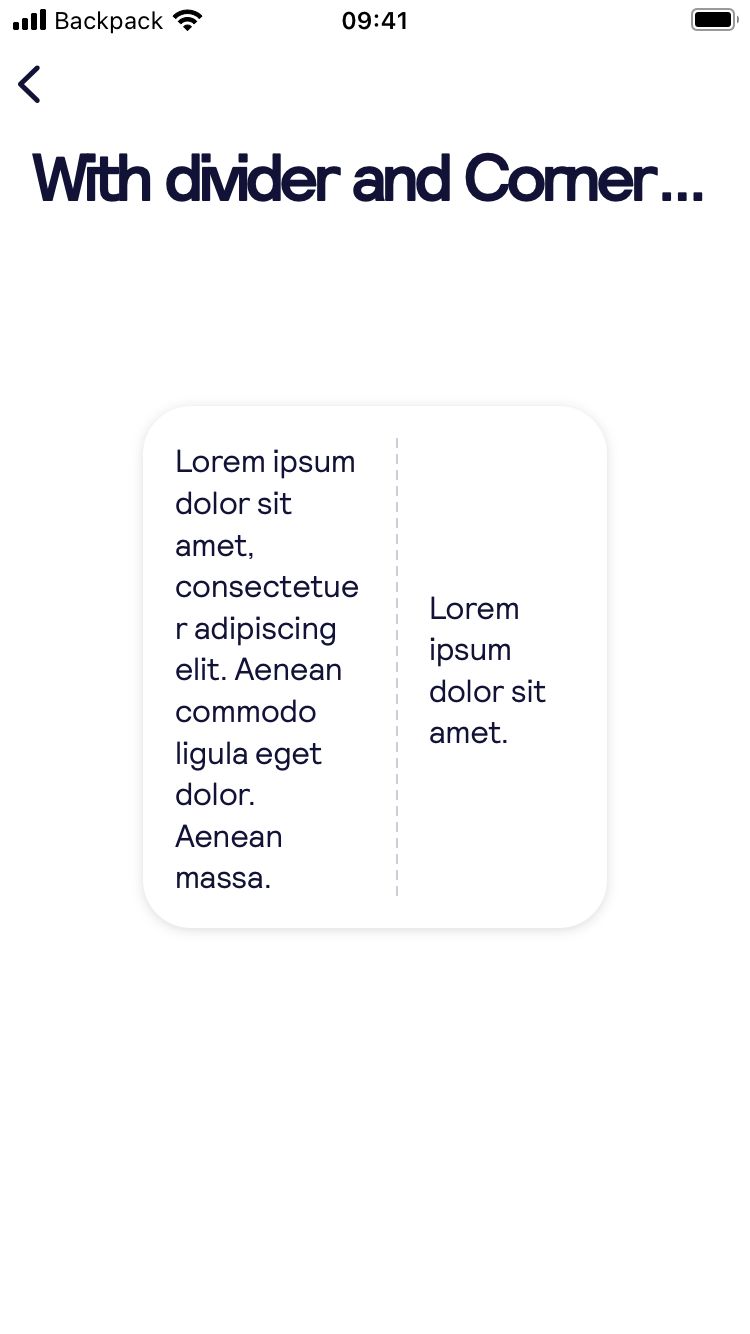 Backpack 09:41
With divider and Corner...
Lorem ipsum
dolor sit
amet,
consectetue
r adipiscing
elit. Aenean
commodo
ligula eget
dolor.
Aenean
massa.
Lorem
ipsum
dolor sit
amet.